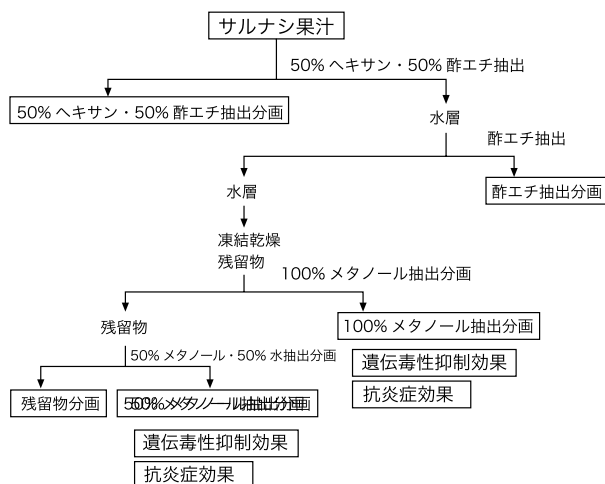 サルナシ果汁
50% ヘキサン・50% 酢エチ抽出
50% ヘキサン・50% 酢エチ抽出分画
水層
酢エチ抽出
水層
酢エチ抽出分画
凍結乾燥
残留物
100% メタノール抽出分画
残留物
100% メタノール抽出分画
50% メタノール・50% 水抽出分画
遺伝毒性抑制効果
抗炎症効果
残留物分画
遺伝毒性抑制効果
抗炎症効果